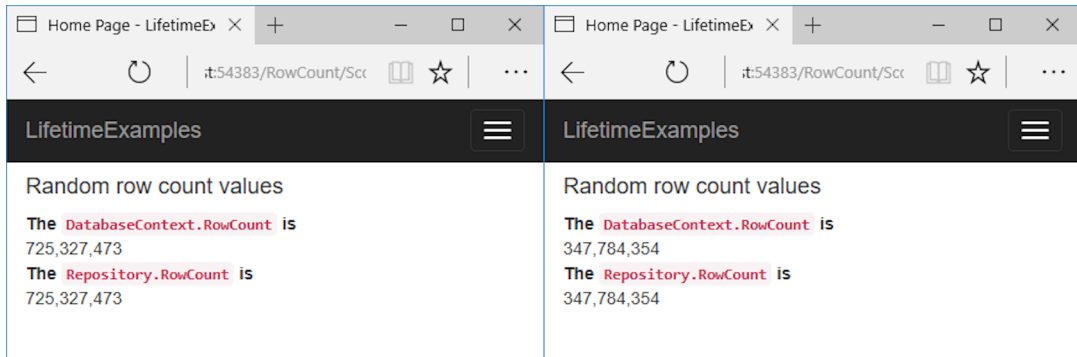 Home Page - LifetimeEx
:t:54383/RowCount/Sco
LifetimeExamples
Random row count values
The DatabaseContext.RowCount is
725,327,473
The Repository.RowCount is
725,327,473
Home Page - LifetimeEx
:t:54383/RowCount/Sco
LifetimeExamples
Random row count values
The DatabaseContext.RowCount is
347,784,354
The Repository.RowCount is
347,784,354